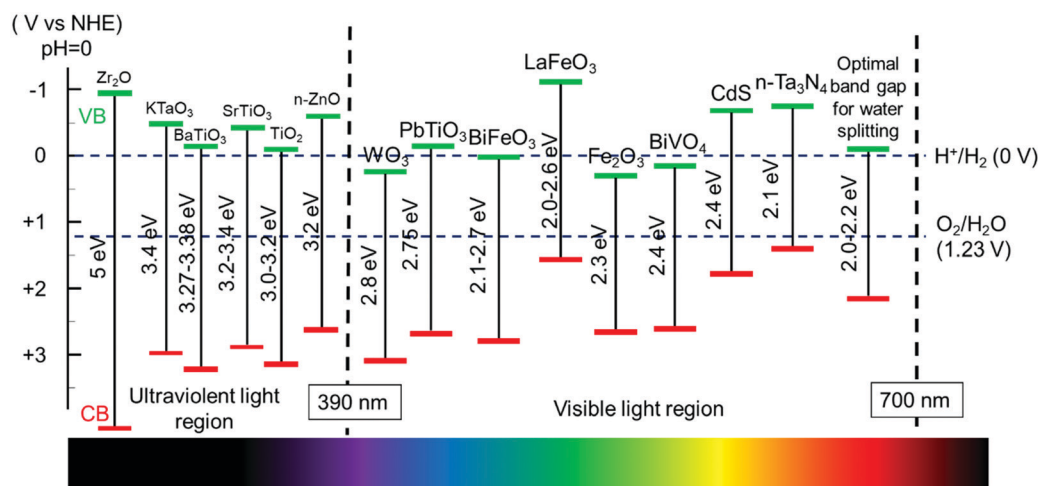 ( V vs NHE)
pH=0
-1
0
+1
+2
+3
VB
CB
Zr₂O
5 eV
KTaO₃
3.4 eV
BaTiO₃
3.27-3.38 eV
SrTiO₃
3.2-3.4 eV
TiO₂
3.0-3.2 eV
n-ZnO
3.2 eV
WO₃
2.8 eV
PbTiO₃
2.75 eV
BiFeO₃
2.1-2.7 eV
LaFeO₃
2.0-2.6 eV
Fe₂O₃
2.3 eV
BiVO₄
2.4 eV
CdS
2.4 eV
n-Ta₃N₄
2.1 eV
Optimal
band gap
for water
splitting
2.0-2.2 eV
H⁺/H₂ (0 V)
O₂/H₂O
(1.23 V)
Ultraviolent light
region
390 nm
Visible light region
700 nm